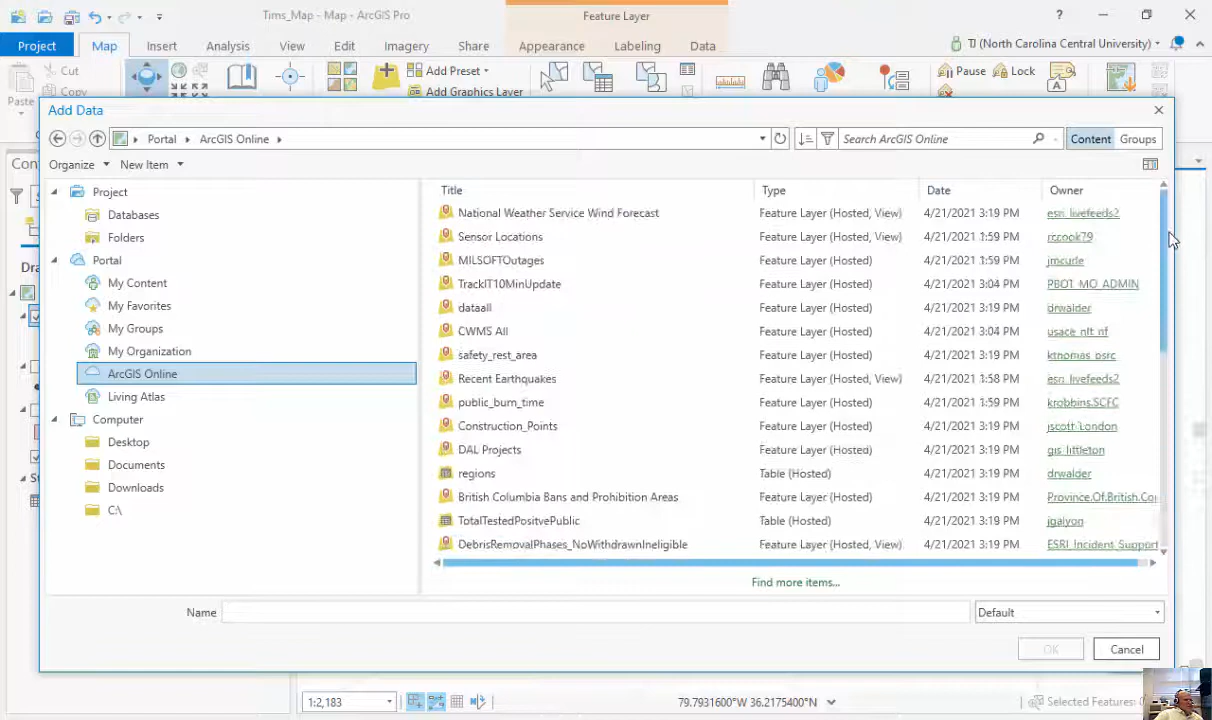 Tims_Map - Map - ArcGIS Pro
Feature Layer
?
Project Map Insert Analysis View Edit Imagery Share Appearance Labeling Data
TJ (North Carolina Central University)
Cut
Copy
Paste
Add Preset
Add Graphics Layer
Pause
Lock
Add Data
Portal ArcGIS Online
Search ArcGIS Online
Content Groups
Organize New Item
Project
Databases
Folders
Portal
My Content
My Favorites
My Groups
My Organization
ArcGIS Online
Living Atlas
Computer
Desktop
Documents
Downloads
C:\
Title Type Date Owner
National Weather Service Wind Forecast Feature Layer (Hosted, View) 4/21/2021 3:19 PM esri_livefeeds2
Sensor Locations Feature Layer (Hosted) 4/21/2021 1:59 PM rccook79
MILSOFTOutages Feature Layer (Hosted) 4/21/2021 1:59 PM jmcurle
TrackIT10MinUpdate Feature Layer (Hosted) 4/21/2021 3:04 PM PBOT_MO_ADMIN
dataall Feature Layer (Hosted) 4/21/2021 3:19 PM drwalder
CWMS All Feature Layer (Hosted) 4/21/2021 3:04 PM usace_nlt_nf
safety_rest_area Feature Layer (Hosted) 4/21/2021 3:19 PM
Recent Earthquakes Feature Layer (Hosted, View) 4/21/2021 1:58 PM esri_livefeeds2
public_burn_time Feature Layer (Hosted) 4/21/2021 1:59 PM krobbins.SCFC
Construction_Points Feature Layer (Hosted) 4/21/2021 3:19 PM jscott_London
DAL Projects Feature Layer (Hosted) 4/21/2021 3:19 PM gis_littleton
regions Table (Hosted) 4/21/2021 3:19 PM drwalder
British Columbia Bans and Prohibition Areas Feature Layer (Hosted) 4/21/2021 3:19 PM Province.Of.British.Co
TotalTestedPositvePublic Table (Hosted) 4/21/2021 3:19 PM jgalyon
DebrisRemovalPhases_NoWithdrawnIneligible Feature Layer (Hosted, View) 4/21/2021 3:19 PM ESRI_Incident_Support
Find more items...
Name
Default
OK Cancel
Con
Dra
S
1:2,183
79.7931600°W 36.2175400°N
Selected Features: